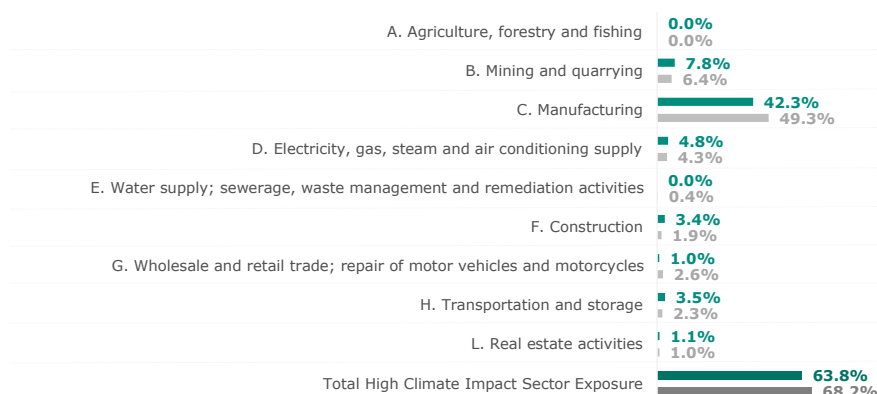 A. Agriculture, forestry and fishing 0.0%
0.0%
B. Mining and quarrying 7.8%
6.4%
C. Manufacturing 42.3%
49.3%
D. Electricity, gas, steam and air conditioning supply 4.8%
4.3%
E. Water supply; sewerage, waste management and remediation activities 0.0%
0.4%
F. Construction 3.4%
1.9%
G. Wholesale and retail trade; repair of motor vehicles and motorcycles 1.0%
2.6%
H. Transportation and storage 3.5%
2.3%
L. Real estate activities 1.1%
1.0%
Total High Climate Impact Sector Exposure 63.8%
68.2%